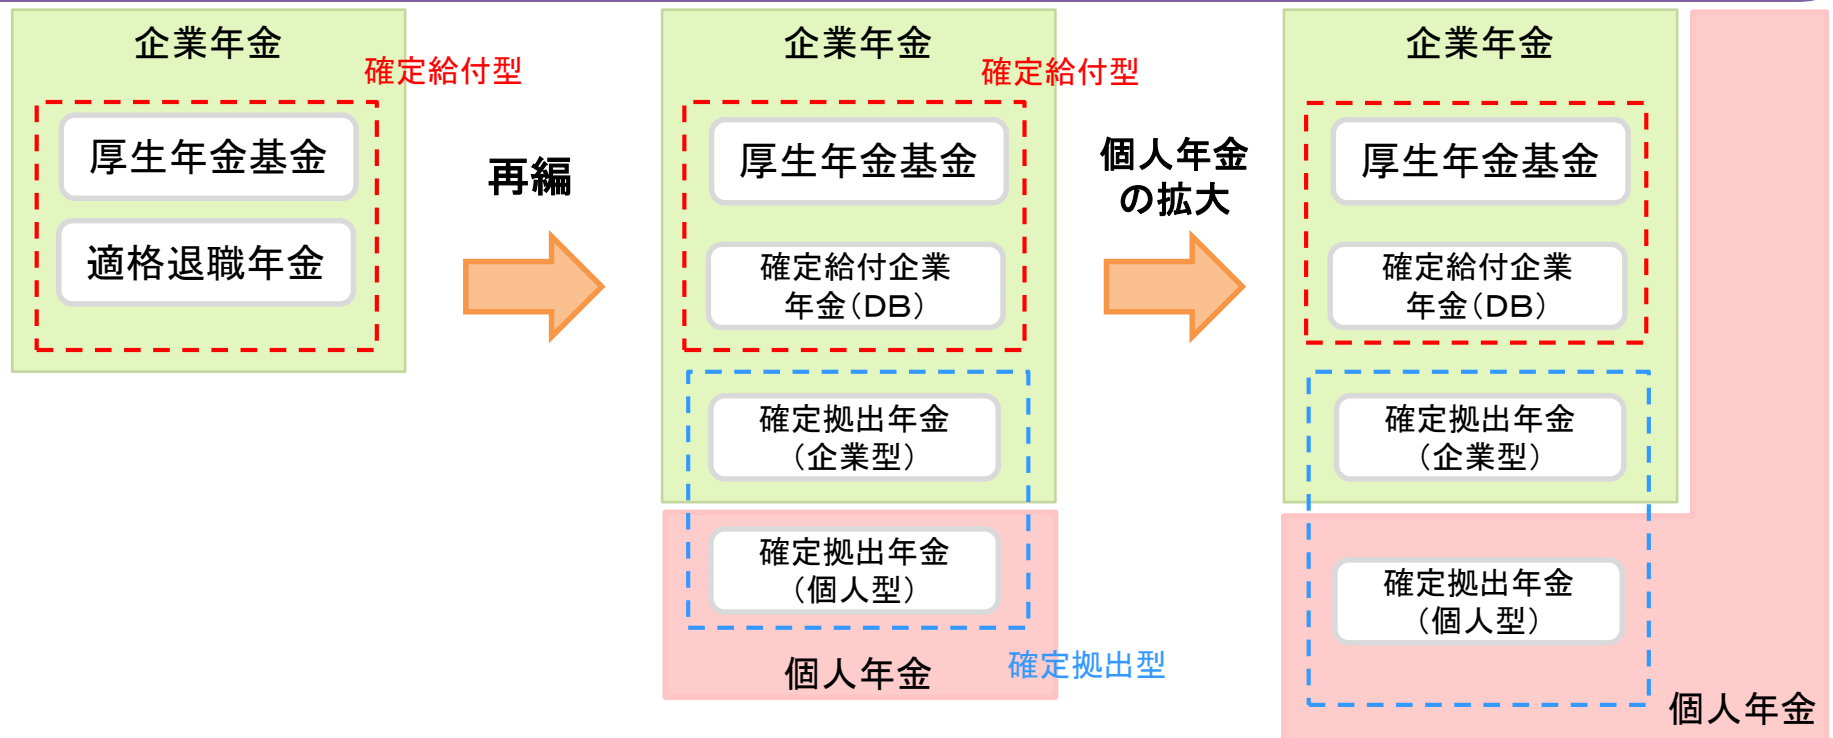 企業年金
確定給付型
厚生年金基金
適格退職年金
再編
企業年金
確定給付型
厚生年金基金
確定給付企業
年金（DB）
確定拠出年金
（企業型）
確定拠出年金
（個人型）
個人年金
確定拠出型
個人年金
の拡大
企業年金
厚生年金基金
確定給付企業
年金（DB）
確定拠出年金
（企業型）
確定拠出年金
（個人型）
個人年金